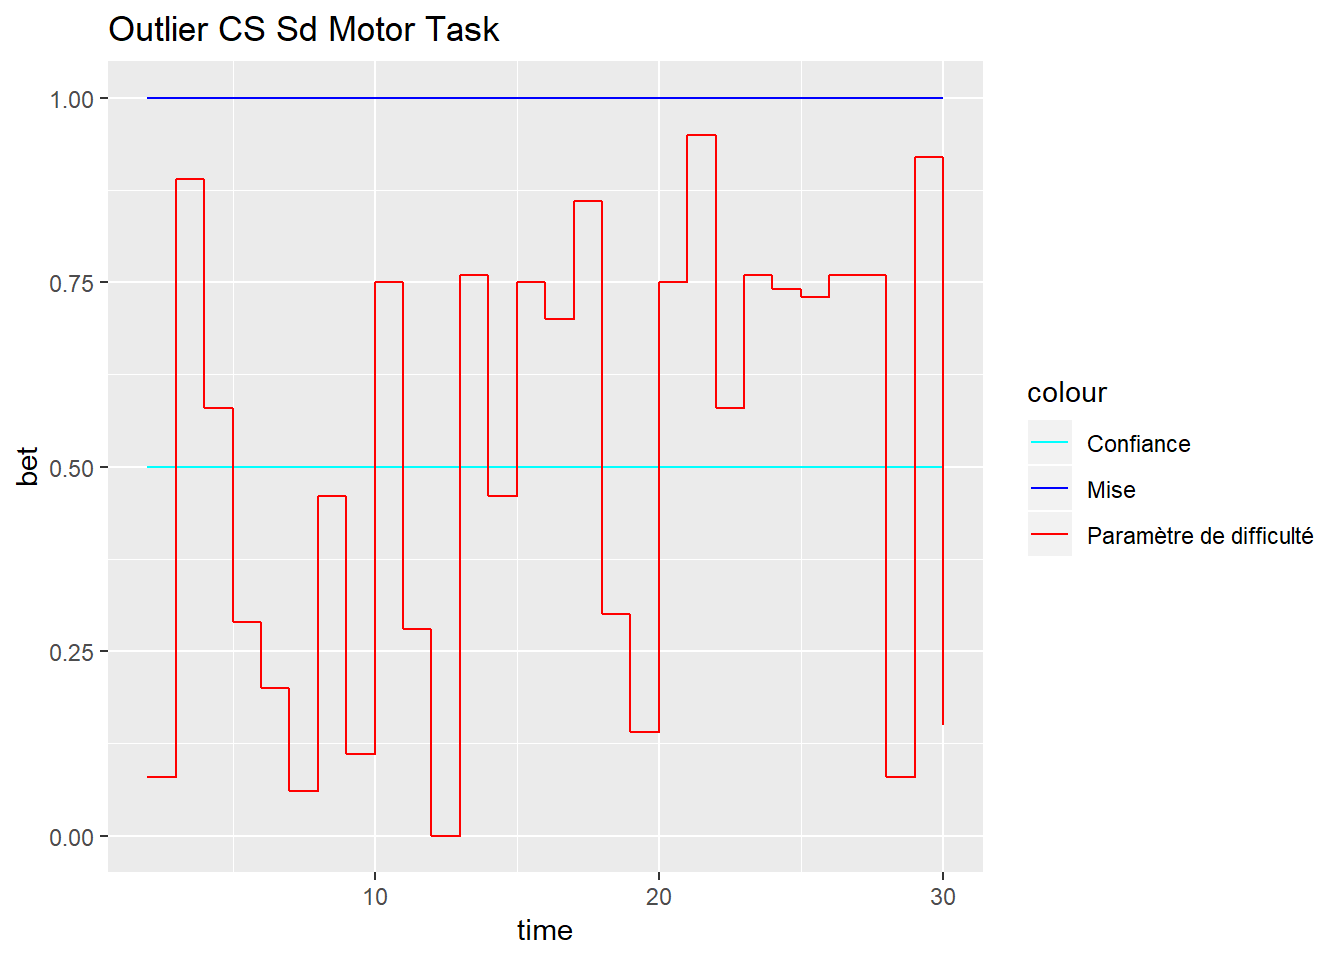 Outlier CS Sd Motor Task
1.00
0.75
0.50
0.25
0.00
bet
10
20
30
time
colour
Confiance
Mise
Paramètre de difficulté